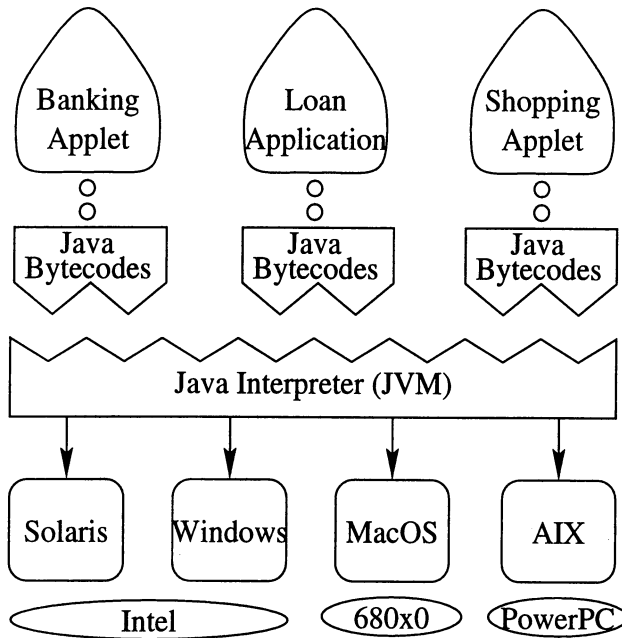 Banking
Applet
Loan
Application
Shopping
Applet
Java
Bytecodes
Java
Bytecodes
Java
Bytecodes
Java Interpreter (JVM)
Solaris
Windows
MacOS
AIX
Intel
680x0
PowerPC